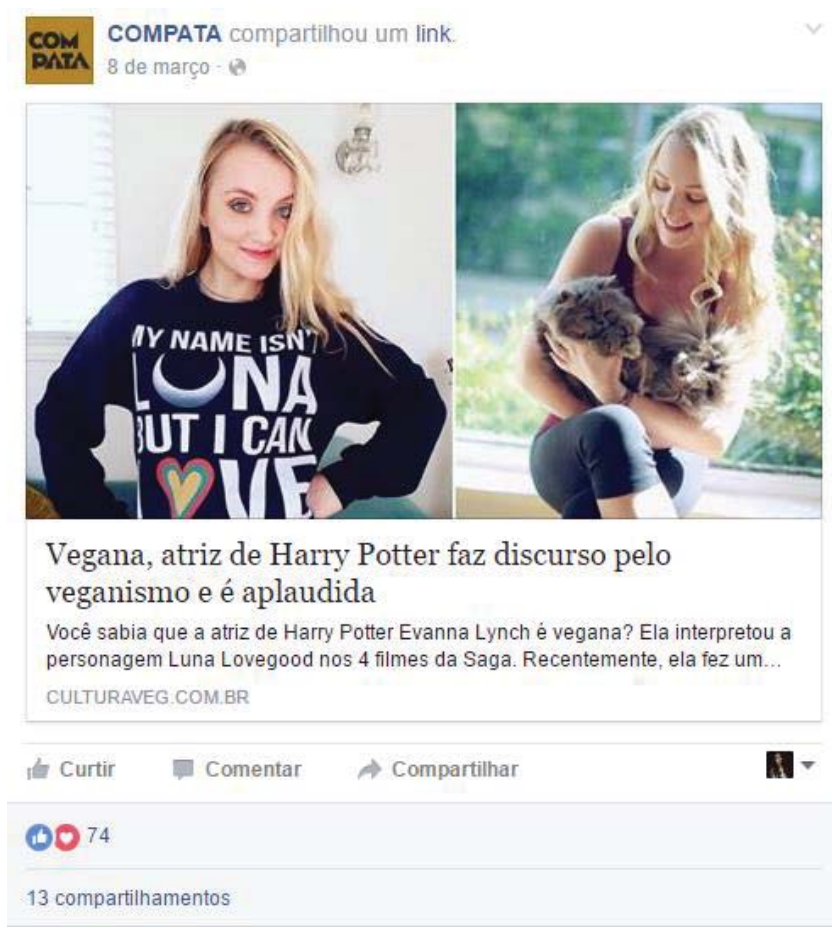 COM
PATA
COMPATA compartilhou um link.
8 de março ·
MY NAME ISN'T
LUNA
BUT I CAN
LOVE
Vegana, atriz de Harry Potter faz discurso pelo
veganismo e é aplaudida
Você sabia que a atriz de Harry Potter Evanna Lynch é vegana? Ela interpretou a
personagem Luna Lovegood nos 4 filmes da Saga. Recentemente, ela fez um...
CULTURAVEG.COM.BR
Curtir Comentar Compartilhar
74
13 compartilhamentos